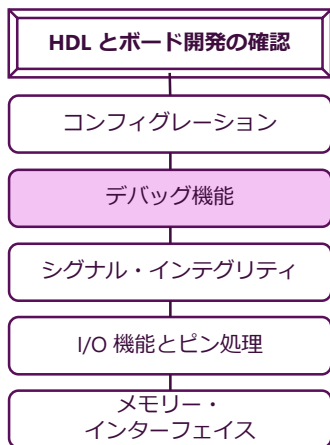 HDL とボード開発の確認
コンフィグレーション
デバッグ機能
シグナル・インテグリティ
I/O 機能とピン処理
メモリー・
インターフェイス